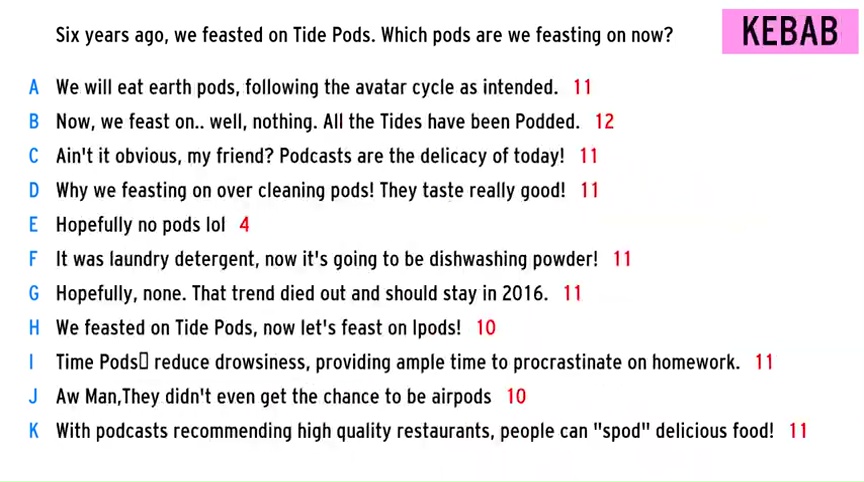 Six years ago, we feasted on Tide Pods. Which pods are we feasting on now?
KEBAB
A We will eat earth pods, following the avatar cycle as intended. 11
B Now, we feast on.. well, nothing. All the Tides have been Podded. 12
C Ain't it obvious, my friend? Podcasts are the delicacy of today! 11
D Why we feasting on over cleaning pods! They taste really good! 11
E Hopefully no pods lol 4
F It was laundry detergent, now it's going to be dishwashing powder! 11
G Hopefully, none. That trend died out and should stay in 2016. 11
H We feasted on Tide Pods, now let's feast on Ipods! 10
I Time Pods▯ reduce drowsiness, providing ample time to procrastinate on homework. 11
J Aw Man,They didn't even get the chance to be airpods 10
K With podcasts recommending high quality restaurants, people can "spod" delicious food! 11